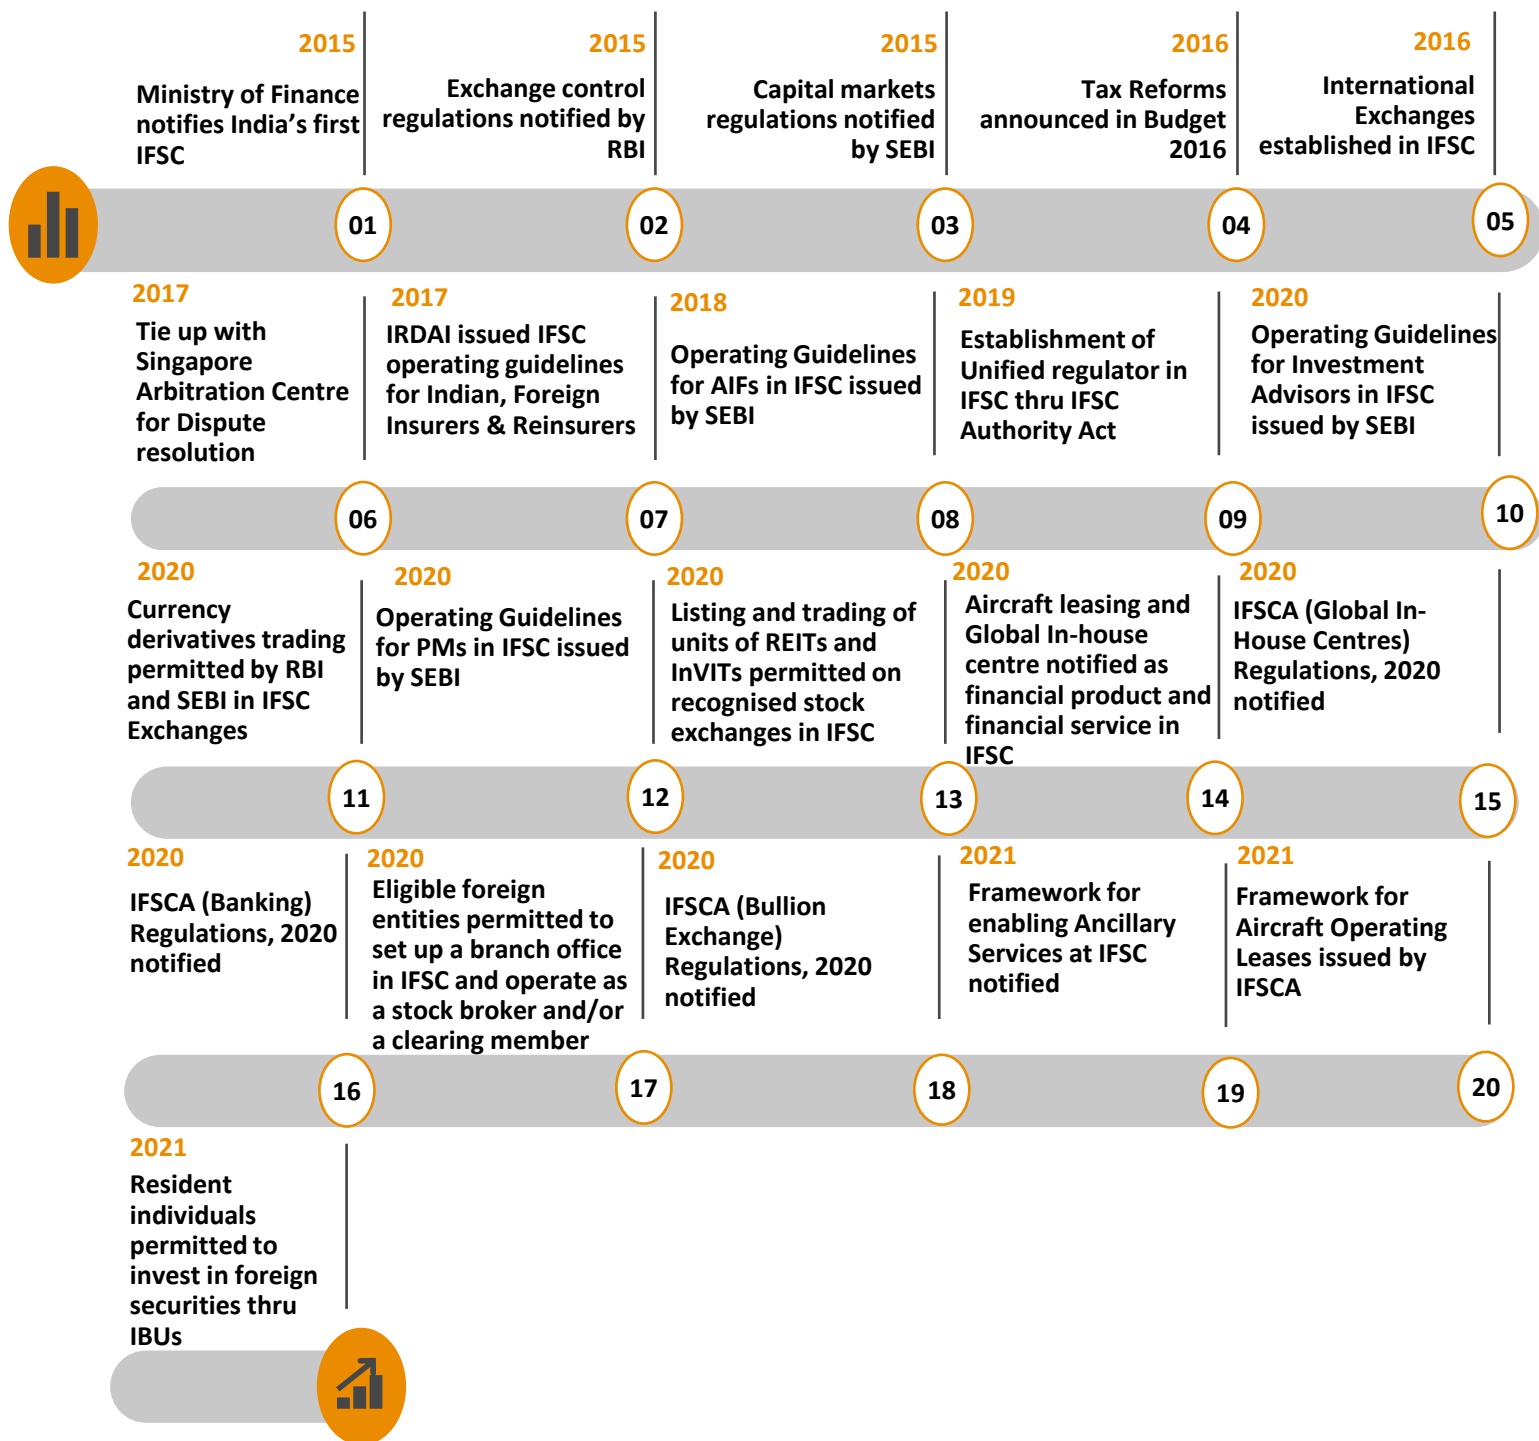 2015
Ministry of Finance
notifies India’s first
IFSC
2015
Exchange control
regulations notified by
RBI
2015
Capital markets
regulations notified
by SEBI
2016
Tax Reforms
announced in Budget
2016
2016
International
Exchanges
established in IFSC
01
02
03
04
05
2017
Tie up with
Singapore
Arbitration Centre
for Dispute
resolution
2017
IRDAI issued IFSC
operating guidelines
for Indian, Foreign
Insurers & Reinsurers
2018
Operating Guidelines
for AIFs in IFSC issued
by SEBI
2019
Establishment of
Unified regulator in
IFSC thru IFSC
Authority Act
2020
Operating Guidelines
for Investment
Advisors in IFSC
issued by SEBI
06
07
08
09
10
2020
Currency
derivatives trading
permitted by RBI
and SEBI in IFSC
Exchanges
2020
Operating Guidelines
for PMs in IFSC issued
by SEBI
2020
Listing and trading of
units of REITs and
InVITs permitted on
recognised stock
exchanges in IFSC
2020
Aircraft leasing and
Global In-house
centre notified as
financial product and
financial service in
IFSC
2020
IFSCA (Global In-
House Centres)
Regulations, 2020
notified
11
12
13
14
15
2020
IFSCA (Banking)
Regulations, 2020
notified
2020
Eligible foreign
entities permitted to
set up a branch office
in IFSC and operate as
a stock broker and/or
a clearing member
2020
IFSCA (Bullion
Exchange)
Regulations, 2020
notified
2021
Framework for
enabling Ancillary
Services at IFSC
notified
2021
Framework for
Aircraft Operating
Leases issued by
IFSCA
16
17
18
19
20
2021
Resident
individuals
permitted to
invest in foreign
securities thru
IBUs